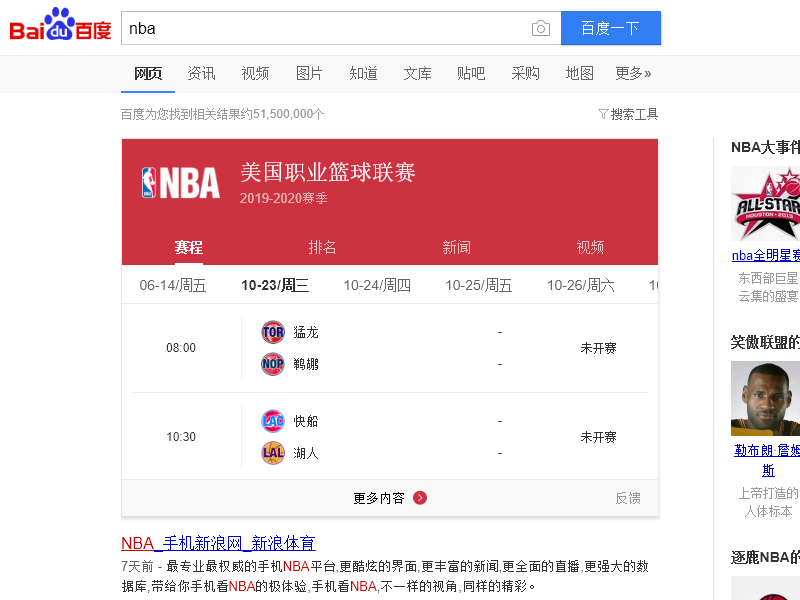 Bai du 百度
nba
百度一下
网页 资讯 视频 图片 知道 文库 贴吧 采购 地图 更多»
百度为您找到相关结果约51,500,000个
搜索工具
NBA
美国职业篮球联赛
2019-2020赛季
赛程 排名 新闻 视频
06-14/周五 10-23/周三 10-24/周四 10-25/周五 10-26/周六
08:00
TOR 猛龙 -
NOP 鹈鹕 -
未开赛
10:30
LAC 快船 -
LAL 湖人 -
未开赛
更多内容
反馈
NBA_手机新浪网_新浪体育
7天前 - 最专业最权威的手机NBA平台,更酷炫的界面,更丰富的新闻,更全面的直播,更强大的数
据库,带给你手机看NBA的极体验,手机看NBA,不一样的视角,同样的精彩。
NBA大事件
ALL-STAR
HOUSTON 2013
nba全明星赛
东西部巨星
云集的盛宴
笑傲联盟的
勒布朗·詹姆
斯
上帝打造的
人体标本
逐鹿NBA的